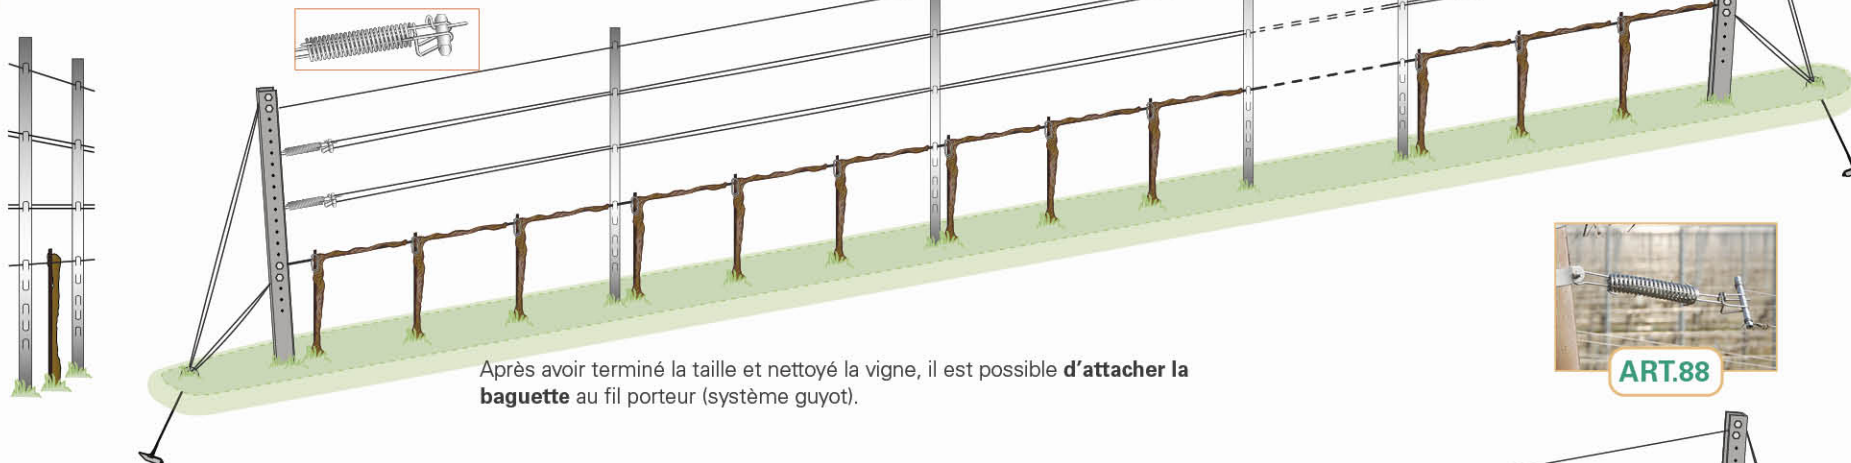 Après avoir terminé la taille et nettoyé la vigne, il est possible d’attacher la
baguette au fil porteur (système guyot).
ART.88